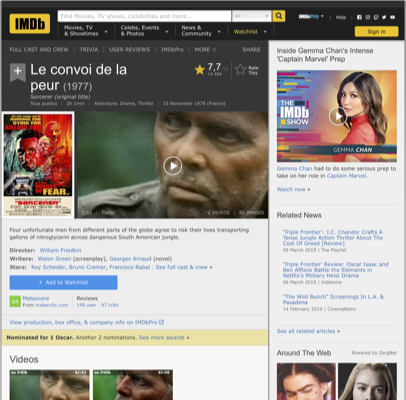 IMDb
Find Movies, TV shows, Celebrities and more...
All
Movies, TV & Showtimes
Celebs, Events & Photos
News & Community
Watchlist
IMDbPro
Help
Sign in
FULL CAST AND CREW | TRIVIA | USER REVIEWS | IMDbPro | MORE
SHARE
Le convoi de la peur (1977)
Sorcerer (original title)
7,7
Rate This
Tous publics | 2h 1min | Adventure, Drama, Thriller | 15 November 1978 (France)
SORCERER
2 VIDEOS
IMAGES
Four unfortunate men from different parts of the globe agree to risk their lives transporting
gallons of nitroglycerin across dangerous South American jungle.
Director: William Friedkin
Writers: Walon Green (screenplay), Georges Arnaud (novel)
Stars: Roy Scheider, Bruno Cremer, Francisco Rabal | See full cast & crew »
+ Add to Watchlist
Metascore
From metacritic.com
Reviews
140 user | 97 critic
View production, box office, & company info on IMDbPro
Nominated for 1 Oscar. Another 2 nominations. See more awards »
Videos
Inside Gemma Chan's Intense
'Captain Marvel' Prep
THE
IMDb
SHOW
GEMMA CHAN
Gemma Chan had to do some serious prep
to take on her role in Captain Marvel.
Watch now »
Related News
'Triple Frontier': J.C. Chandor Crafts A
Tense Jungle Action Thriller About The
Cost Of Greed [Review]
09 March 2019 | The Playlist
'Triple Frontier' Review: Oscar Isaac and
Ben Affleck Battle the Elements in
Netflix's Military Heist Drama
06 March 2019 | Indiewire
"The Wild Bunch" Screenings In L.A. &
Pasadena
14 February 2019 | CinemaRetro
See all related articles »
Around The Web
Powered by ZergNet